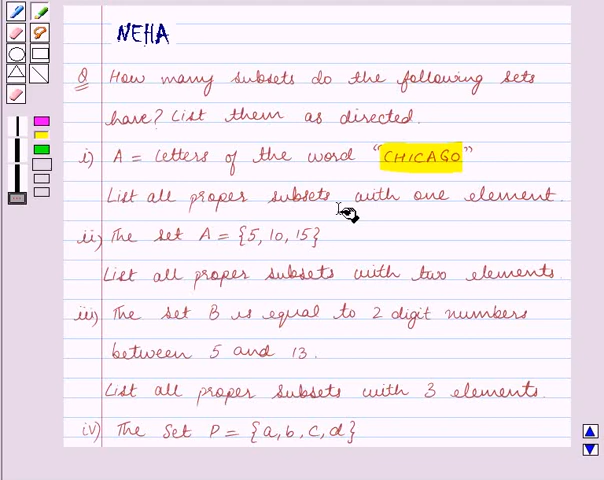 NEHA
Q How many subsets do the following sets
have? List them as directed.
i) A = Letters of the word "CHICAGO"
List all proper subsets with one element.
ii) The set A = {5, 10, 15}
List all proper subsets with two elements.
iii) The set B is equal to 2 digit numbers
between 5 and 13.
List all proper subsets with 3 elements.
iv) The Set P = {a, b, c, d}